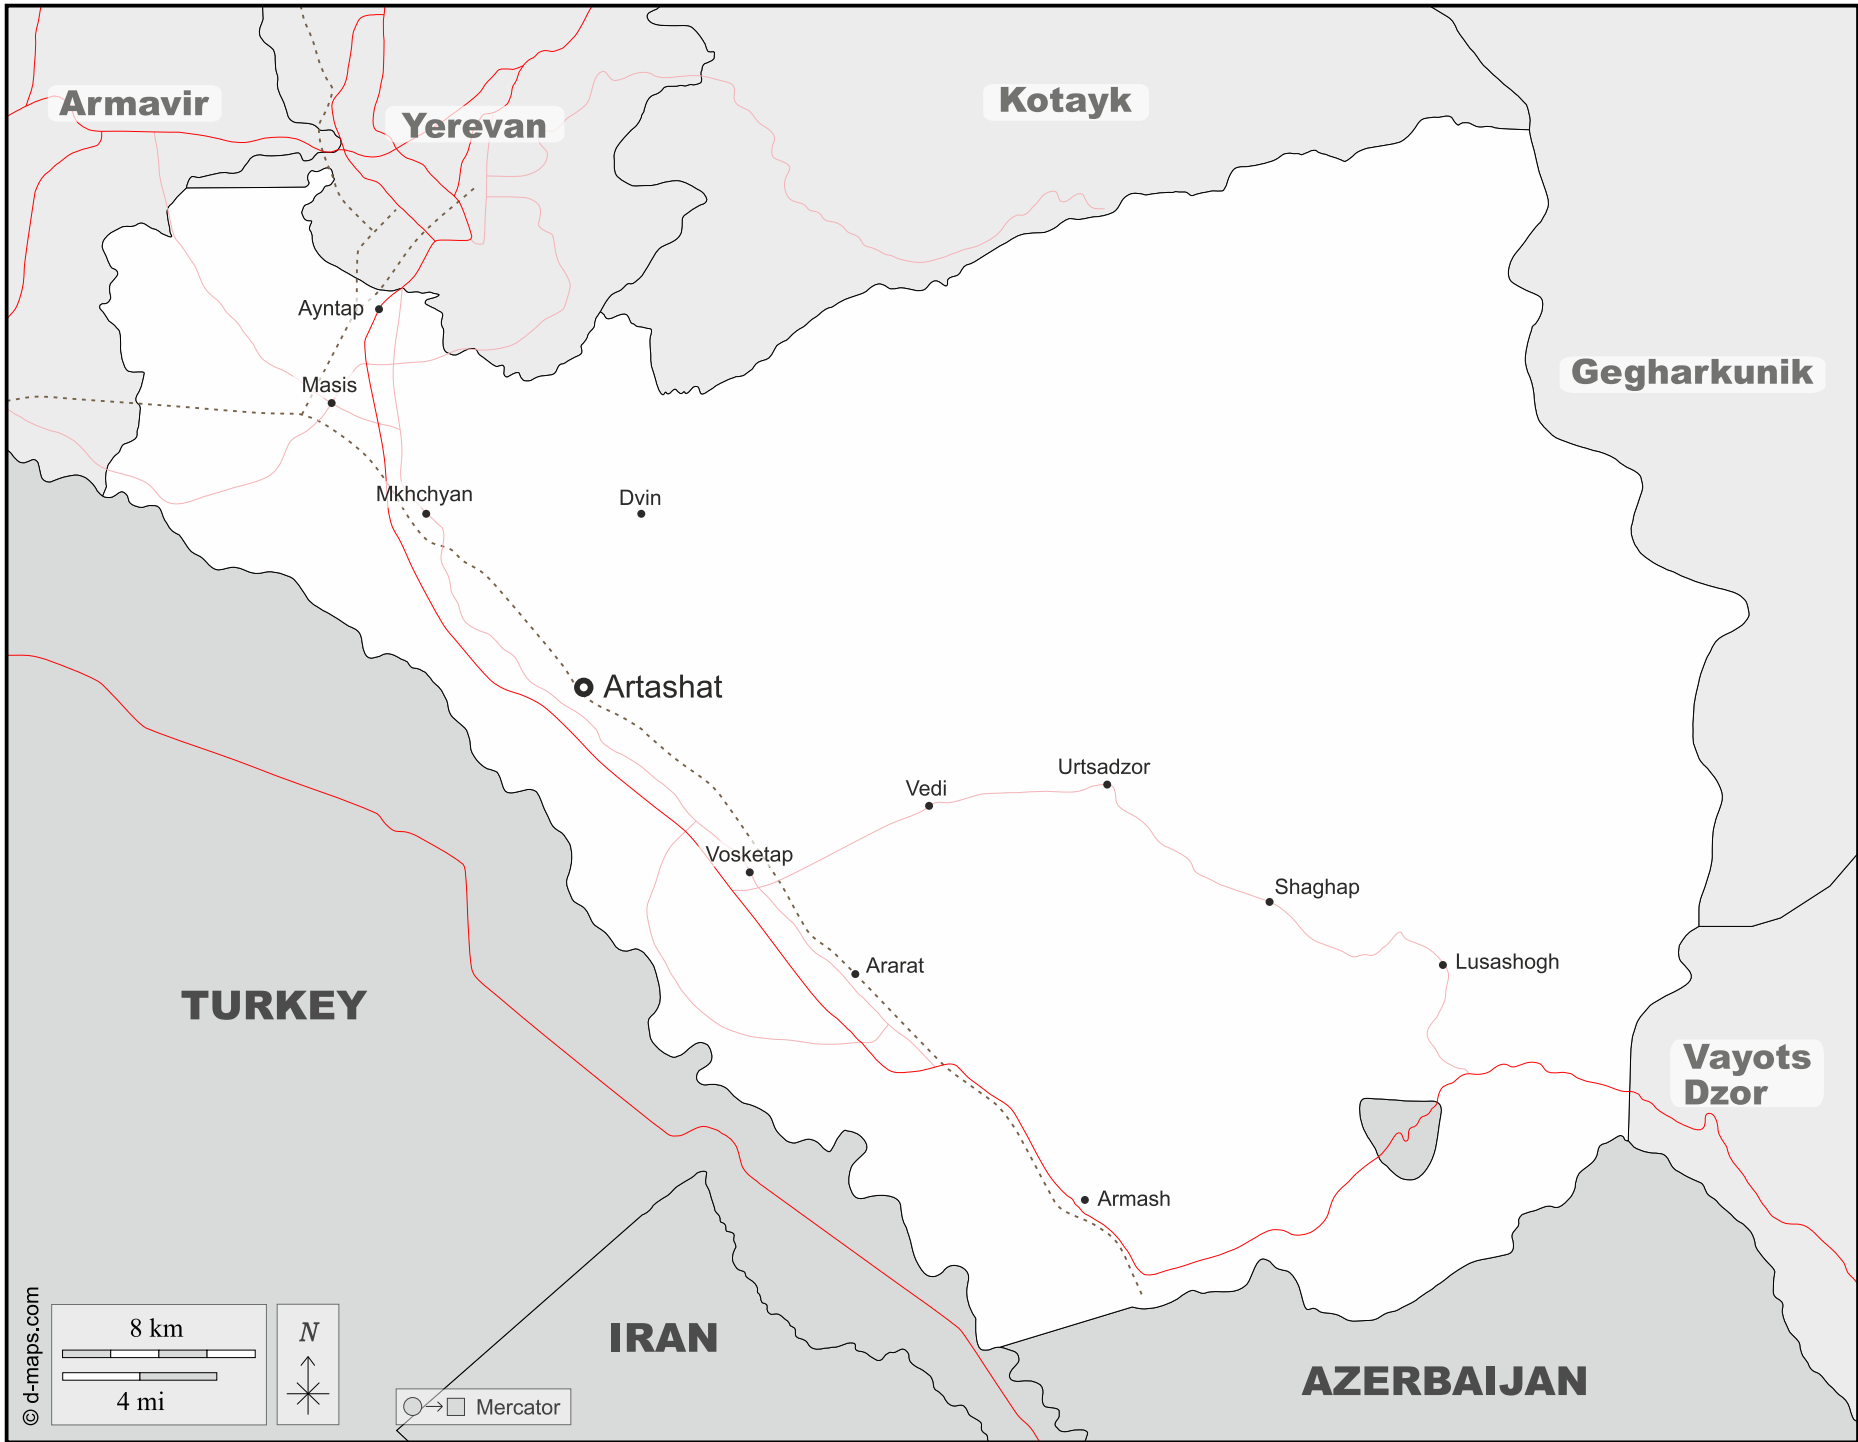 Armavir
Yerevan
Kotayk
Ayntap
Gegharkunik
Masis
Mkhchyan
Dvin
Artashat
Urtsadzor
Vedi
Vosketap
Shaghap
Ararat
Lusashogh
TURKEY
Vayots
Dzor
Armash
IRAN
AZERBAIJAN
© d-maps.com
8 km
4 mi
N
Mercator